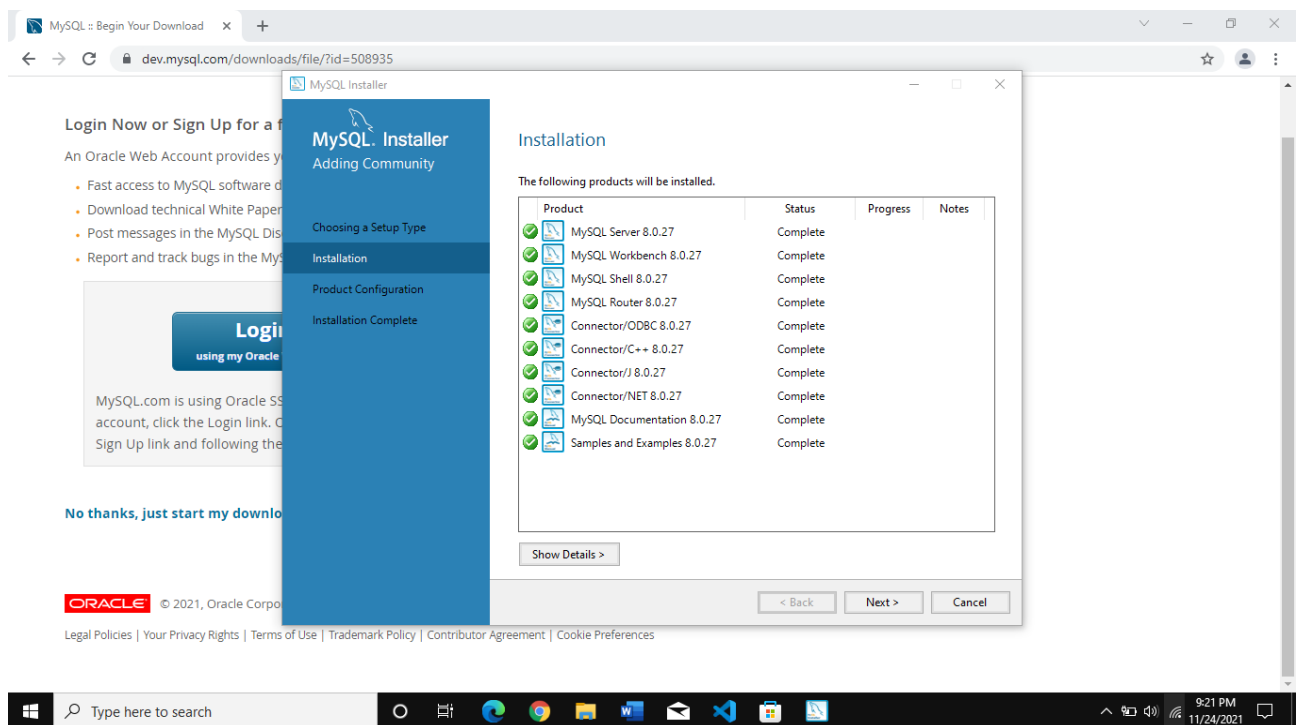 MySQL :: Begin Your Download
dev.mysql.com/downloads/file/?id=508935
Login Now or Sign Up for a f
An Oracle Web Account provides y
Fast access to MySQL software d
Download technical White Paper
Post messages in the MySQL Dis
Report and track bugs in the MyS
Login
using my Oracle
MySQL.com is using Oracle SS
account, click the Login link. O
Sign Up link and following the
No thanks, just start my downlo
ORACLE © 2021, Oracle Corpo
Legal Policies | Your Privacy Rights | Terms of Use | Trademark Policy | Contributor Agreement | Cookie Preferences
MySQL Installer
MySQL. Installer
Adding Community
Choosing a Setup Type
Installation
Product Configuration
Installation Complete
Installation
The following products will be installed.
Product Status Progress Notes
MySQL Server 8.0.27 Complete
MySQL Workbench 8.0.27 Complete
MySQL Shell 8.0.27 Complete
MySQL Router 8.0.27 Complete
Connector/ODBC 8.0.27 Complete
Connector/C++ 8.0.27 Complete
Connector/J 8.0.27 Complete
Connector/NET 8.0.27 Complete
MySQL Documentation 8.0.27 Complete
Samples and Examples 8.0.27 Complete
Show Details >
< Back Next > Cancel
Type here to search
9:21 PM
11/24/2021